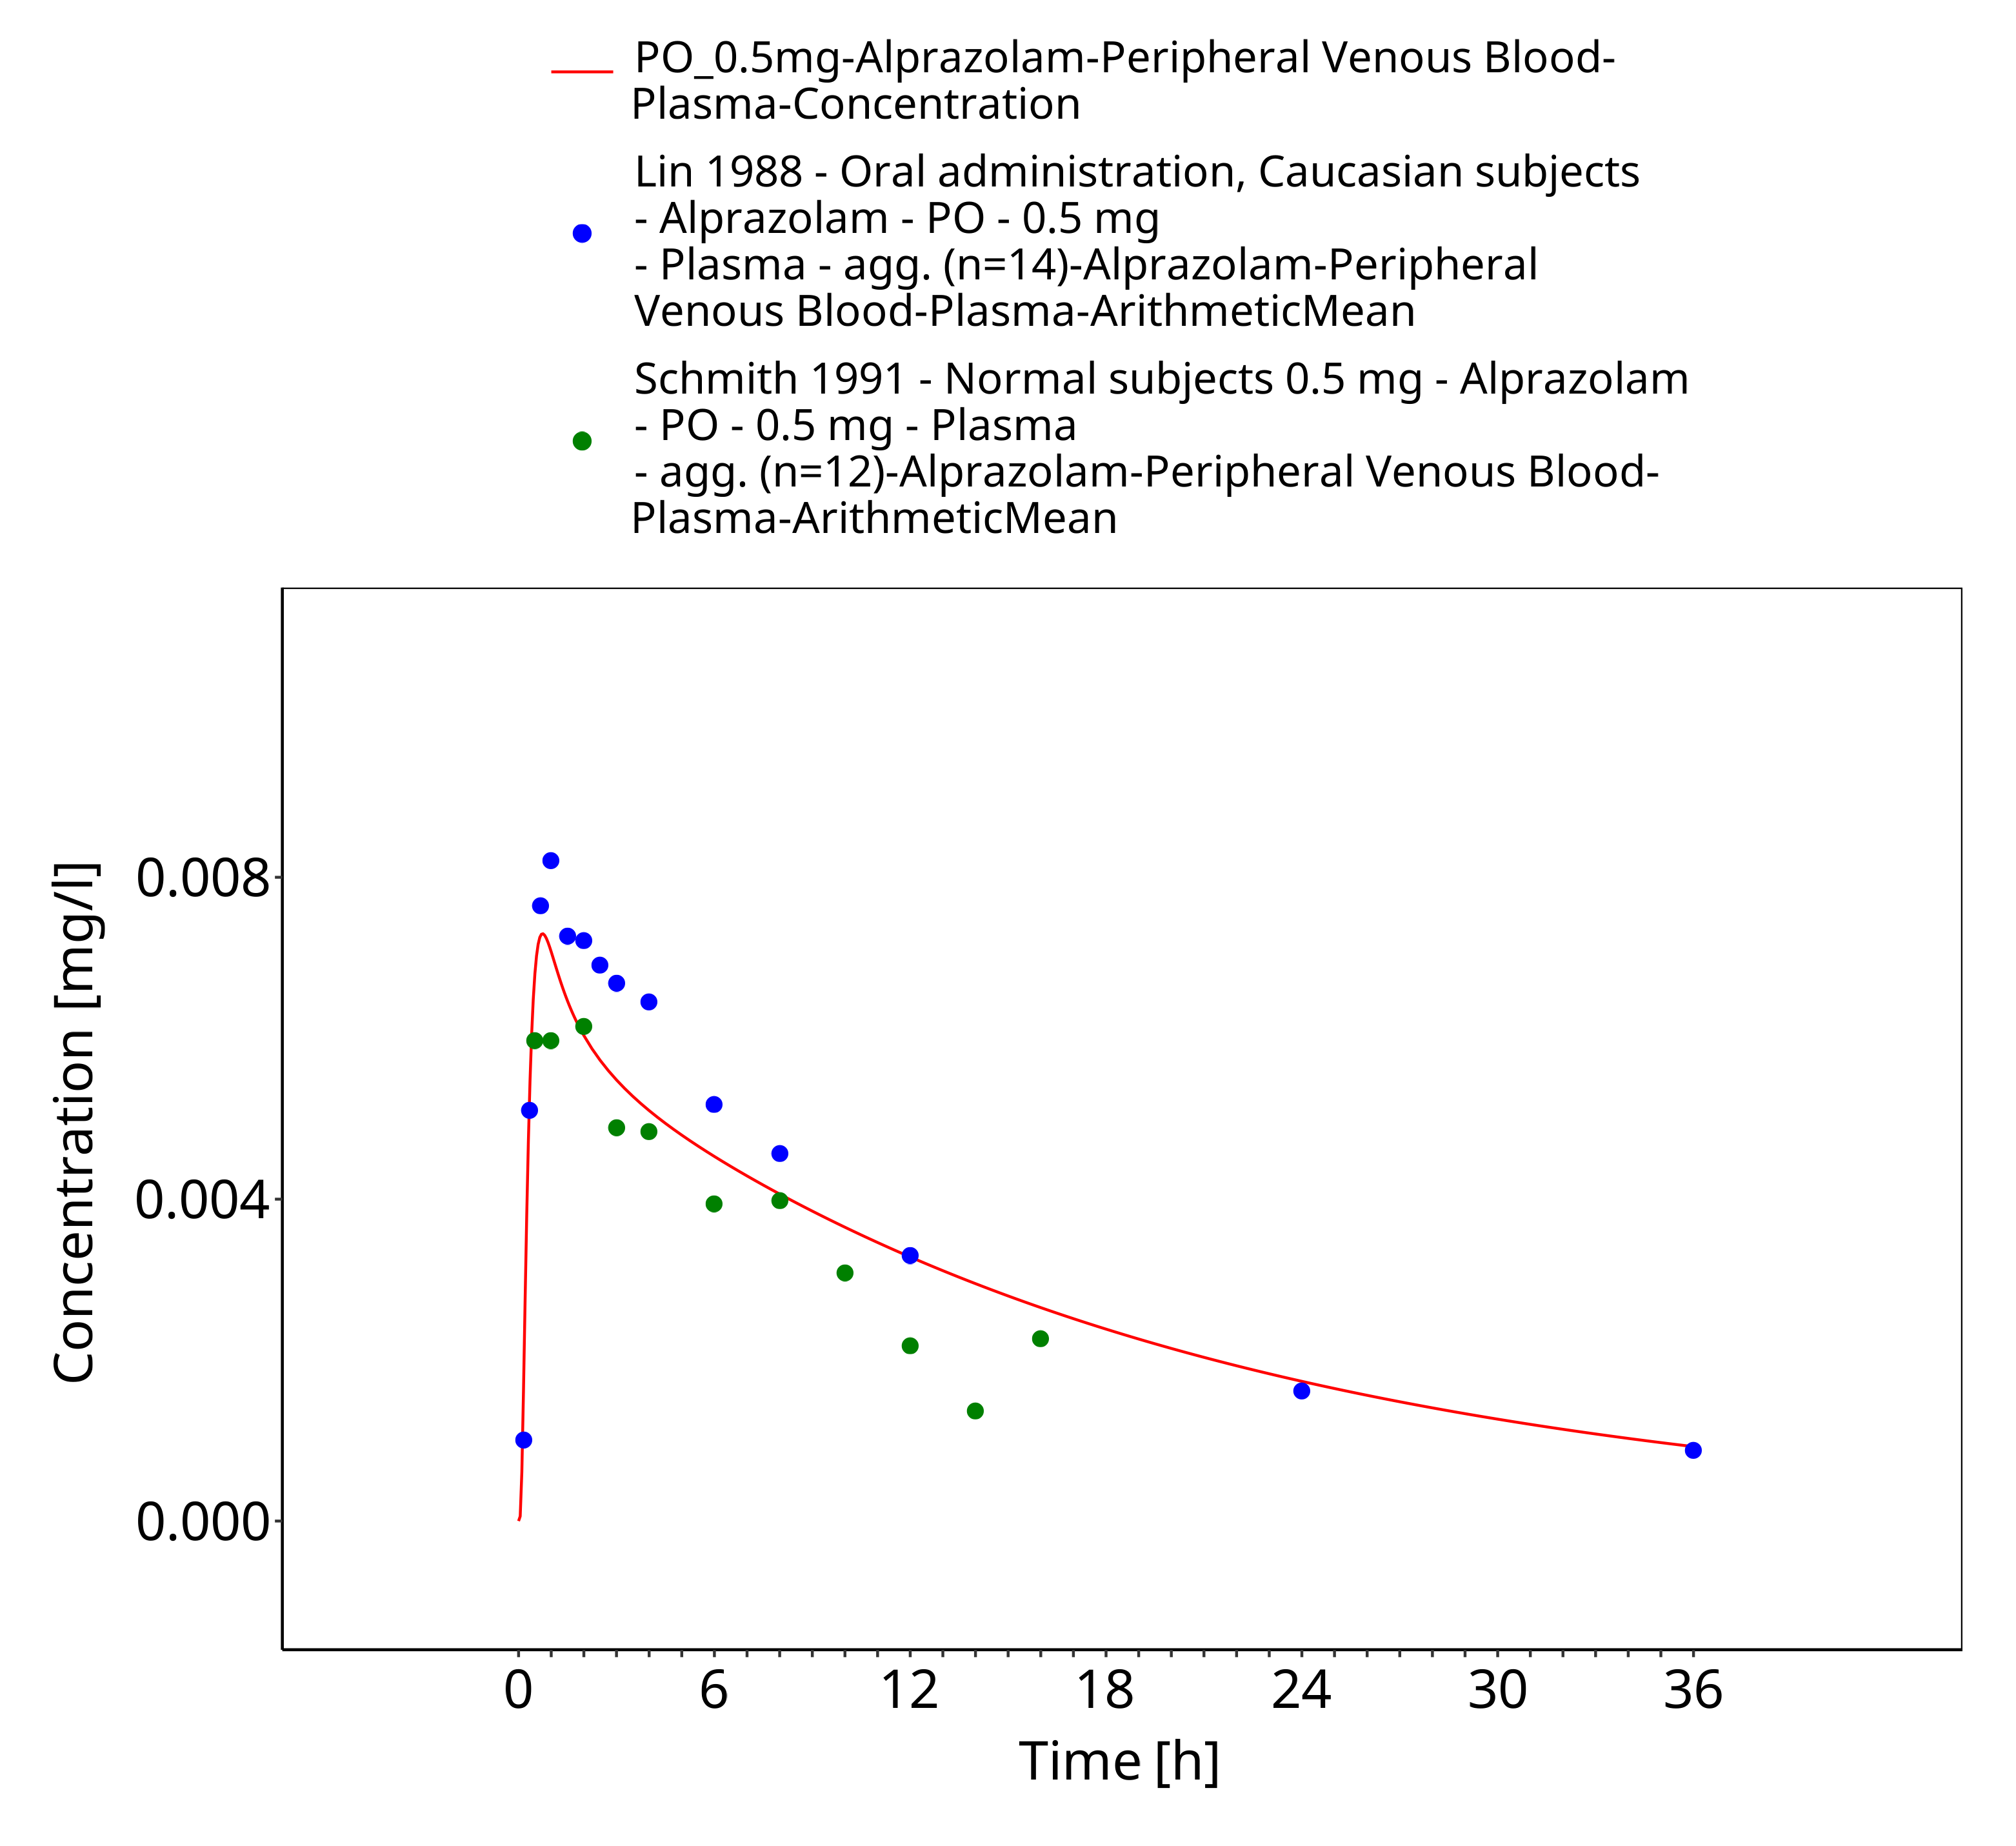 PO_0.5mg-Alprazolam-Peripheral Venous Blood-
Plasma-Concentration
Lin 1988 - Oral administration, Caucasian subjects
- Alprazolam - PO - 0.5 mg
- Plasma - agg. (n=14)-Alprazolam-Peripheral
Venous Blood-Plasma-ArithmeticMean
Schmith 1991 - Normal subjects 0.5 mg - Alprazolam
- PO - 0.5 mg - Plasma
- agg. (n=12)-Alprazolam-Peripheral Venous Blood-
Plasma-ArithmeticMean
Concentration [mg/l]
0.008
0.004
0.000
0 6 12 18 24 30 36
Time [h]